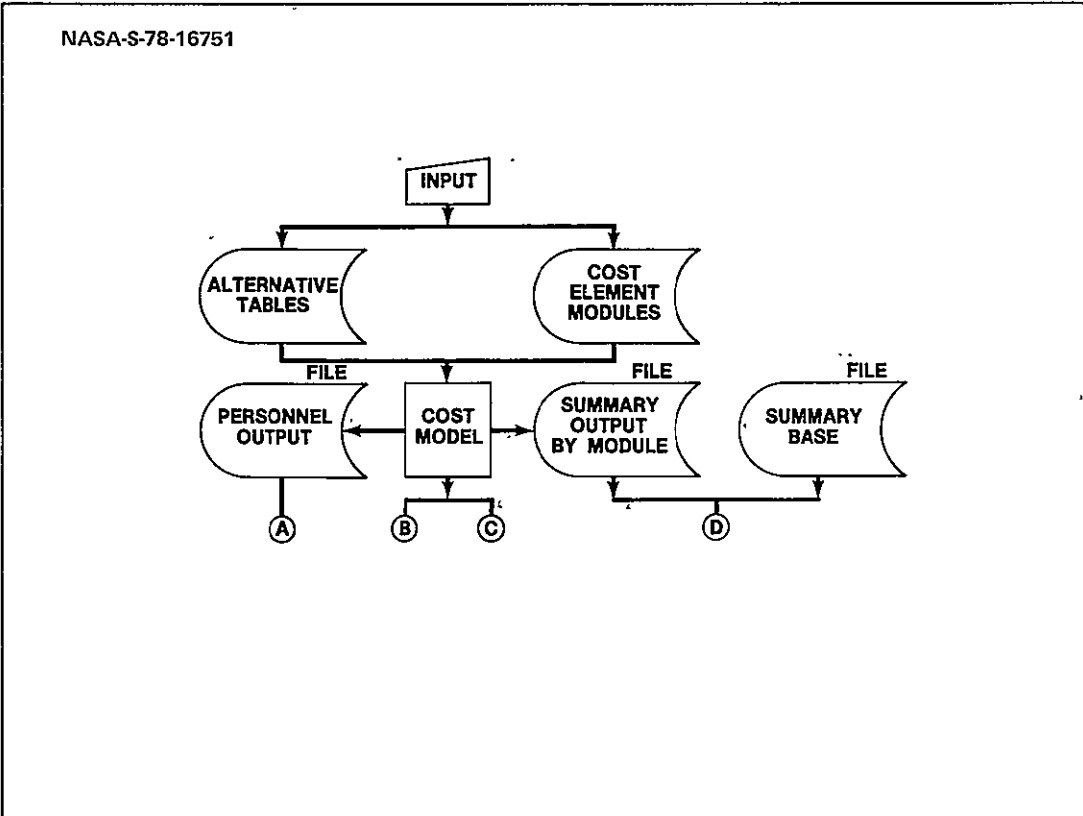 NASA-S-78-16751
INPUT
ALTERNATIVE
TABLES
COST
ELEMENT
MODULES
FILE
PERSONNEL
OUTPUT
COST
MODEL
FILE
SUMMARY
OUTPUT
BY MODULE
FILE
SUMMARY
BASE
A
B
C
D